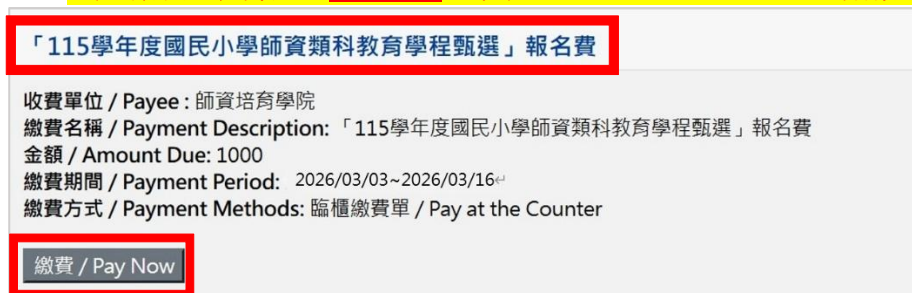 「115學年度國民小學師資類科教育學程甄選」報名費
收費單位 / Payee : 師資培育學院
繳費名稱 / Payment Description: 「115學年度國民小學師資類科教育學程甄選」報名費
金額 / Amount Due: 1000
繳費期間 / Payment Period: 2026/03/03~2026/03/16↵
繳費方式 / Payment Methods: 臨櫃繳費單 / Pay at the Counter
繳費 / Pay Now